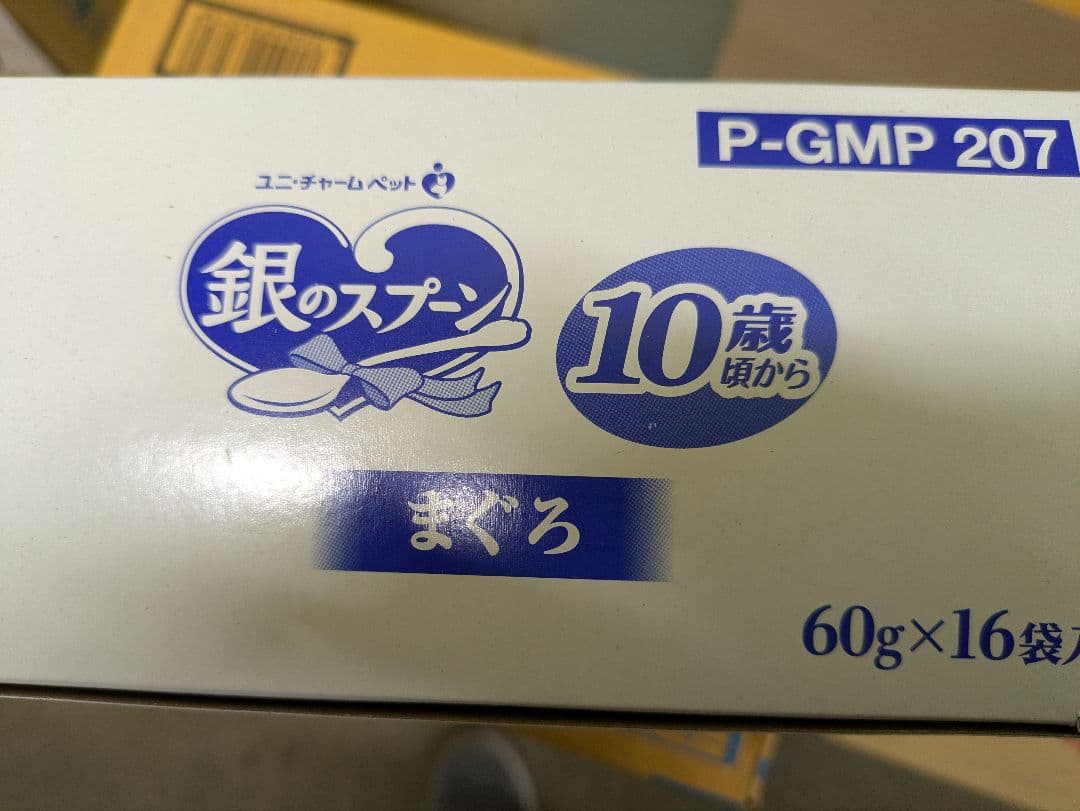 P-GMP 207
ユニ・チャーム ペット
銀のスプーン
10歳
頃から
まぐろ
60g×16袋入